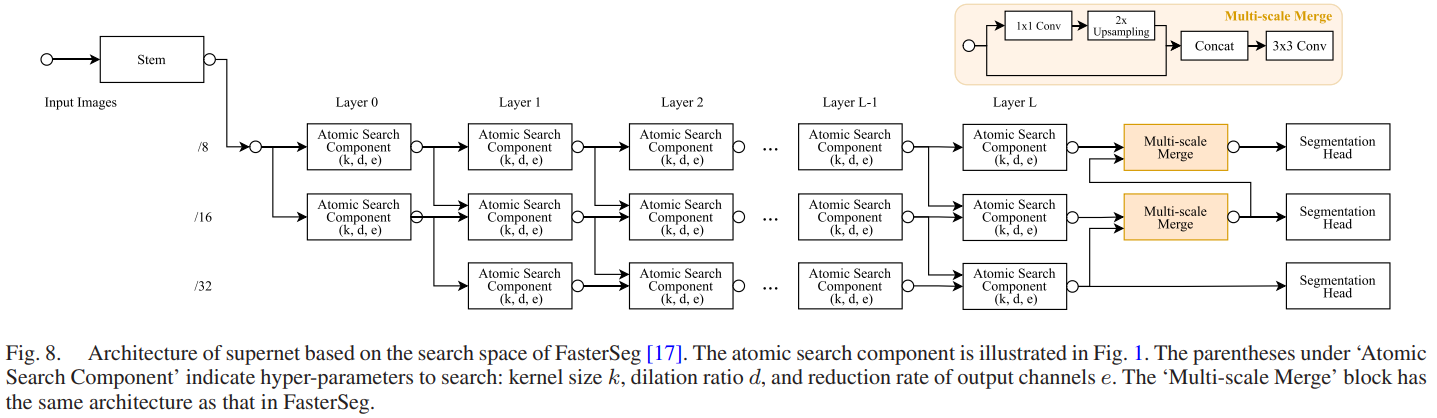 Multi-scale Merge
1x1 Conv
2x
Upsampling
Concat
3x3 Conv
Stem
Input Images
Layer 0
Layer 1
Layer 2
Layer L-1
Layer L
/8
Atomic Search
Component
(k, d, e)
Atomic Search
Component
(k, d, e)
Atomic Search
Component
(k, d, e)
...
Atomic Search
Component
(k, d, e)
Atomic Search
Component
(k, d, e)
Multi-scale
Merge
Segmentation
Head
/16
Atomic Search
Component
(k, d, e)
Atomic Search
Component
(k, d, e)
Atomic Search
Component
(k, d, e)
...
Atomic Search
Component
(k, d, e)
Atomic Search
Component
(k, d, e)
Multi-scale
Merge
Segmentation
Head
/32
Atomic Search
Component
(k, d, e)
Atomic Search
Component
(k, d, e)
...
Atomic Search
Component
(k, d, e)
Atomic Search
Component
(k, d, e)
Segmentation
Head
Fig. 8. Architecture of supernet based on the search space of FasterSeg [17]. The atomic search component is illustrated in Fig. 1. The parentheses under ‘Atomic
Search Component’ indicate hyper-parameters to search: kernel size k, dilation ratio d, and reduction rate of output channels e. The ‘Multi-scale Merge’ block has
the same architecture as that in FasterSeg.